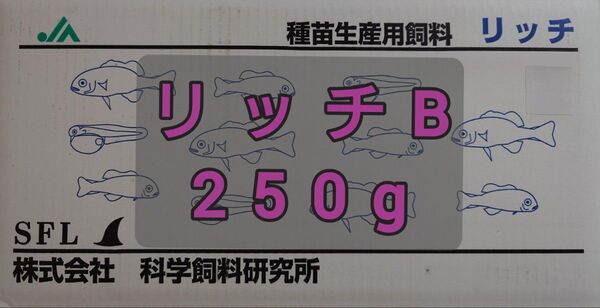 JA
種苗生産用飼料 リッチ
リッチB
250g
SFL
株式会社 科学飼料研究所